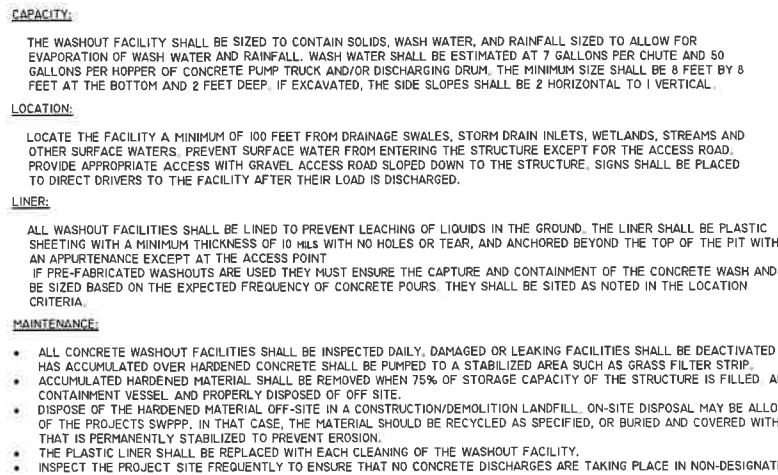 CAPACITY:
THE WASHOUT FACILITY SHALL BE SIZED TO CONTAIN SOLIDS, WASH WATER, AND RAINFALL SIZED TO ALLOW FOR
EVAPORATION OF WASH WATER AND RAINFALL. WASH WATER SHALL BE ESTIMATED AT 7 GALLONS PER CHUTE AND 50
GALLONS PER HOPPER OF CONCRETE PUMP TRUCK AND/OR DISCHARGING DRUM. THE MINIMUM SIZE SHALL BE 8 FEET BY 8
FEET AT THE BOTTOM AND 2 FEET DEEP. IF EXCAVATED, THE SIDE SLOPES SHALL BE 2 HORIZONTAL TO 1 VERTICAL.
LOCATION:
LOCATE THE FACILITY A MINIMUM OF 100 FEET FROM DRAINAGE SWALES, STORM DRAIN INLETS, WETLANDS, STREAMS AND
OTHER SURFACE WATERS. PREVENT SURFACE WATER FROM ENTERING THE STRUCTURE EXCEPT FOR THE ACCESS ROAD.
PROVIDE APPROPRIATE ACCESS WITH GRAVEL ACCESS ROAD SLOPED DOWN TO THE STRUCTURE. SIGNS SHALL BE PLACED
TO DIRECT DRIVERS TO THE FACILITY AFTER THEIR LOAD IS DISCHARGED.
LINER:
ALL WASHOUT FACILITIES SHALL BE LINED TO PREVENT LEACHING OF LIQUIDS IN THE GROUND. THE LINER SHALL BE PLASTIC
SHEETING WITH A MINIMUM THICKNESS OF 10 MILS WITH NO HOLES OR TEAR, AND ANCHORED BEYOND THE TOP OF THE PIT WITH
AN APPURTENANCE EXCEPT AT THE ACCESS POINT
IF PRE-FABRICATED WASHOUTS ARE USED THEY MUST ENSURE THE CAPTURE AND CONTAINMENT OF THE CONCRETE WASH AND
BE SIZED BASED ON THE EXPECTED FREQUENCY OF CONCRETE POURS. THEY SHALL BE SITED AS NOTED IN THE LOCATION
CRITERIA.
MAINTENANCE:
• ALL CONCRETE WASHOUT FACILITIES SHALL BE INSPECTED DAILY. DAMAGED OR LEAKING FACILITIES SHALL BE DEACTIVATED
HAS ACCUMULATED OVER HARDENED CONCRETE SHALL BE PUMPED TO A STABILIZED AREA SUCH AS GRASS FILTER STRIP.
• ACCUMULATED HARDENED MATERIAL SHALL BE REMOVED WHEN 75% OF STORAGE CAPACITY OF THE STRUCTURE IS FILLED.
CONTAINMENT VESSEL AND PROPERLY DISPOSED OF OFF SITE.
• DISPOSE OF THE HARDENED MATERIAL OFF-SITE IN A CONSTRUCTION/DEMOLITION LANDFILL. ON-SITE DISPOSAL MAY BE ALLO
OF THE PROJECTS SWPPP. IN THAT CASE, THE MATERIAL SHOULD BE RECYCLED AS SPECIFIED, OR BURIED AND COVERED WITH
THAT IS PERMANENTLY STABILIZED TO PREVENT EROSION.
• THE PLASTIC LINER SHALL BE REPLACED WITH EACH CLEANING OF THE WASHOUT FACILITY.
• INSPECT THE PROJECT SITE FREQUENTLY TO ENSURE THAT NO CONCRETE DISCHARGES ARE TAKING PLACE IN NON-DESIGNAT